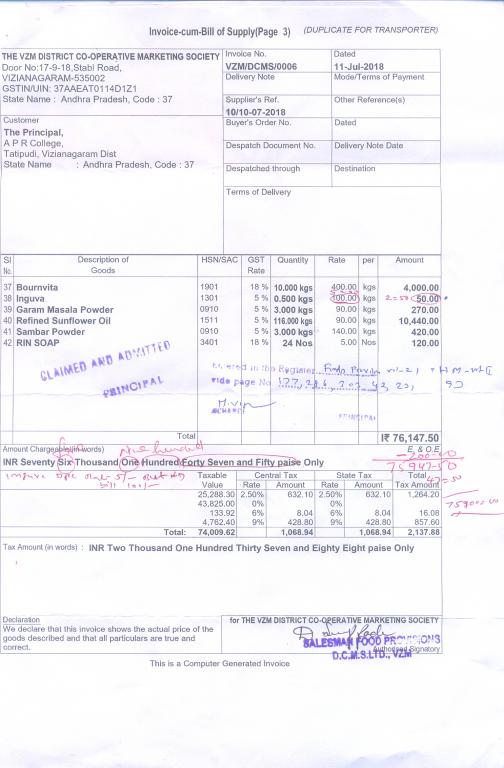 Invoice-cum-Bill of Supply(Page 3) (DUPLICATE FOR TRANSPORTER)
THE VZM DISTRICT CO-OPERATIVE MARKETING SOCIETY
Door No:17-9-18,Stabl Road,
VIZIANAGARAM-535002
GSTIN/UIN: 37AAEAT0114D1Z1
State Name : Andhra Pradesh, Code : 37
Invoice No. Dated
VZM/DCMS/0006 11-Jul-2018
Delivery Note Mode/Terms of Payment
Supplier's Ref. Other Reference(s)
10/10-07-2018
Customer
The Principal,
A P R College,
Tatipudi, Vizianagaram Dist
State Name : Andhra Pradesh, Code : 37
Buyer's Order No. Dated
Despatch Document No. Delivery Note Date
Despatched through Destination
Terms of Delivery
Sl No. Description of Goods HSN/SAC GST Rate Quantity Rate per Amount
37 Bournvita 1901 18 % 10.000 kgs 400.00 kgs 4,000.00
38 Inguva 1301 5 % 0.500 kgs 100.00 kgs 50.00
39 Garam Masala Powder 0910 5 % 3.000 kgs 90.00 kgs 270.00
40 Refined Sunflower Oil 1511 5 % 116.000 kgs 90.00 kgs 10,440.00
41 Sambar Powder 0910 5 % 3.000 kgs 140.00 kgs 420.00
42 RIN SOAP 3401 18 % 24 Nos 5.00 Nos 120.00
CLAIMED AND ADMITTED
PRINCIPAL
Entered in the Register
vide page No.
PRINCIPAL
Total I₹ 76,147.50
Amount Chargeable (in words) E. & O.E
-200-00
INR Seventy Six Thousand One Hundred Forty Seven and Fifty paise Only
75947-50
47=50
75900=00
Taxable Value Central Tax State Tax Total Tax Amount
Rate Amount Rate Amount
25,288.30 2.50% 632.10 2.50% 632.10 1,264.20
43,825.00 0% 0%
133.92 6% 8.04 6% 8.04 16.08
4,762.40 9% 428.80 9% 428.80 857.60
Total: 74,009.62 1,068.94 1,068.94 2,137.88
Tax Amount (in words) : INR Two Thousand One Hundred Thirty Seven and Eighty Eight paise Only
Declaration
We declare that this invoice shows the actual price of the
goods described and that all particulars are true and
correct.
for THE VZM DISTRICT CO-OPERATIVE MARKETING SOCIETY
SALESMAN FOOD PROVISIONS
Authorised Signatory
D.C.M.S.LTD., VZM
This is a Computer Generated Invoice